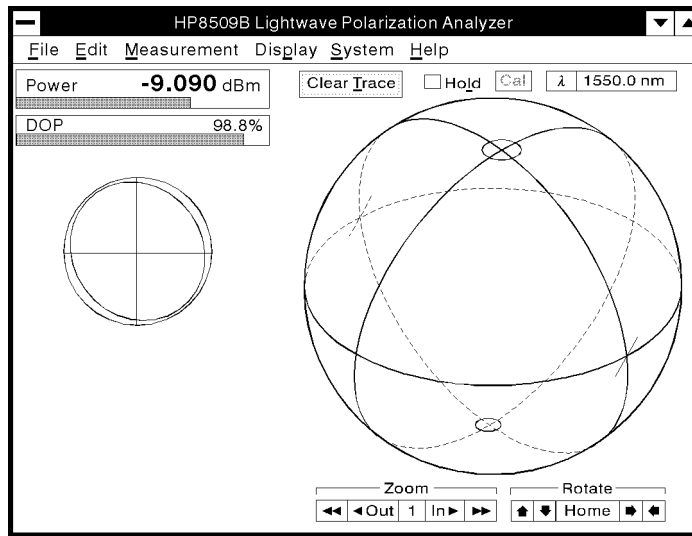 HP8509B Lightwave Polarization Analyzer
File Edit Measurement Display System Help
Power -9.090 dBm
Clear Trace Hold Cal λ 1550.0 nm
DOP 98.8%
Zoom Rotate
Out 1 In Home